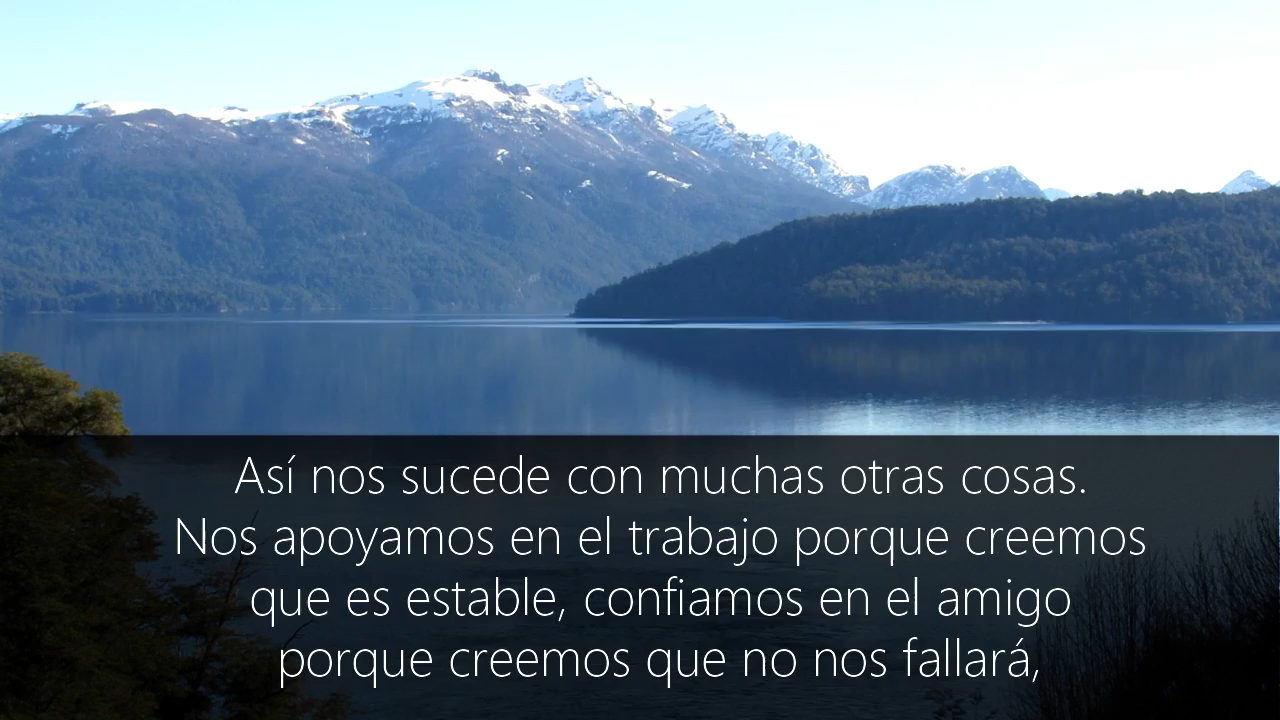 Así nos sucede con muchas otras cosas.
Nos apoyamos en el trabajo porque creemos
que es estable, confiamos en el amigo
porque creemos que no nos fallará,